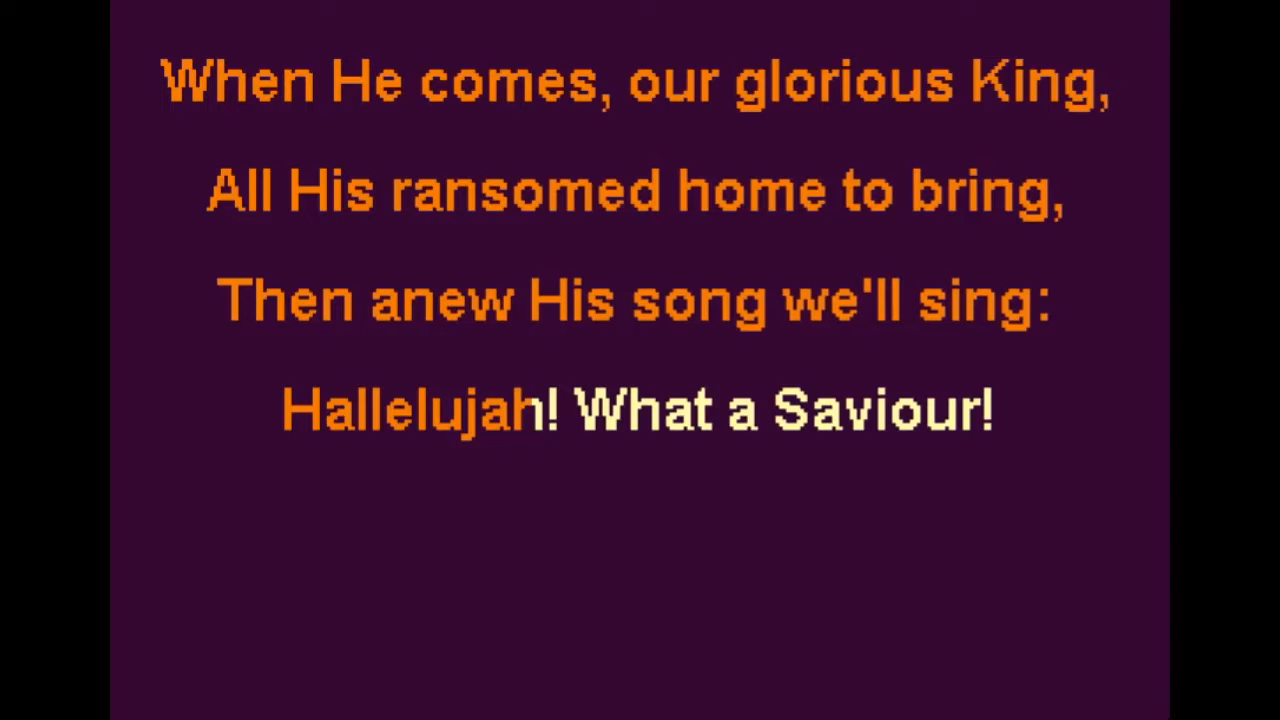 When He comes, our glorious King,
All His ransomed home to bring,
Then anew His song we'll sing:
Hallelujah! What a Saviour!